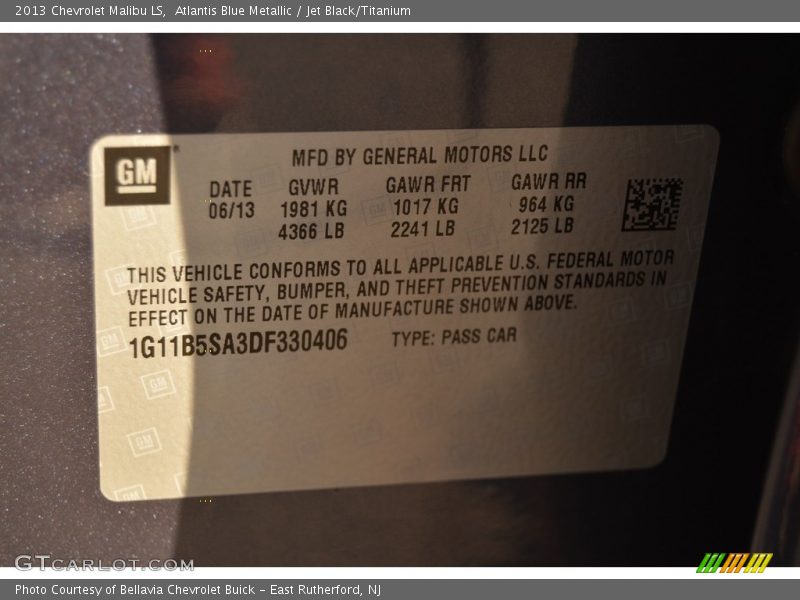 2013 Chevrolet Malibu LS, Atlantis Blue Metallic / Jet Black/Titanium
GM
MFD BY GENERAL MOTORS LLC
DATE GVWR GAWR FRT GAWR RR
06/13 1981 KG 1017 KG 964 KG
4366 LB 2241 LB 2125 LB
THIS VEHICLE CONFORMS TO ALL APPLICABLE U.S. FEDERAL MOTOR
VEHICLE SAFETY, BUMPER, AND THEFT PREVENTION STANDARDS IN
EFFECT ON THE DATE OF MANUFACTURE SHOWN ABOVE.
1G11B5SA3DF330406 TYPE: PASS CAR
GTCARLOT.COM
Photo Courtesy of Bellavia Chevrolet Buick - East Rutherford, NJ